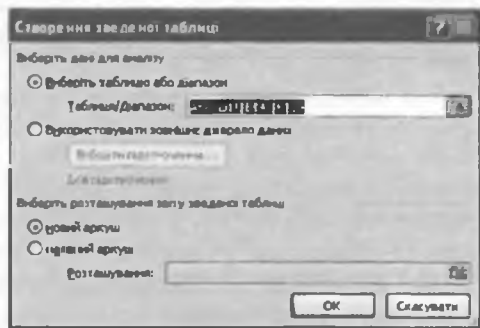 Створення зведеної таблиці
Виберіть дані для аналізу
Виберіть таблицю або діапазон
Таблиця/Діапазон:
Використовувати зовнішнє джерело даних
Виберіть розташування звіту зведеної таблиці
Новий аркуш
Наявний аркуш
Розташування:
OK
Скасувати